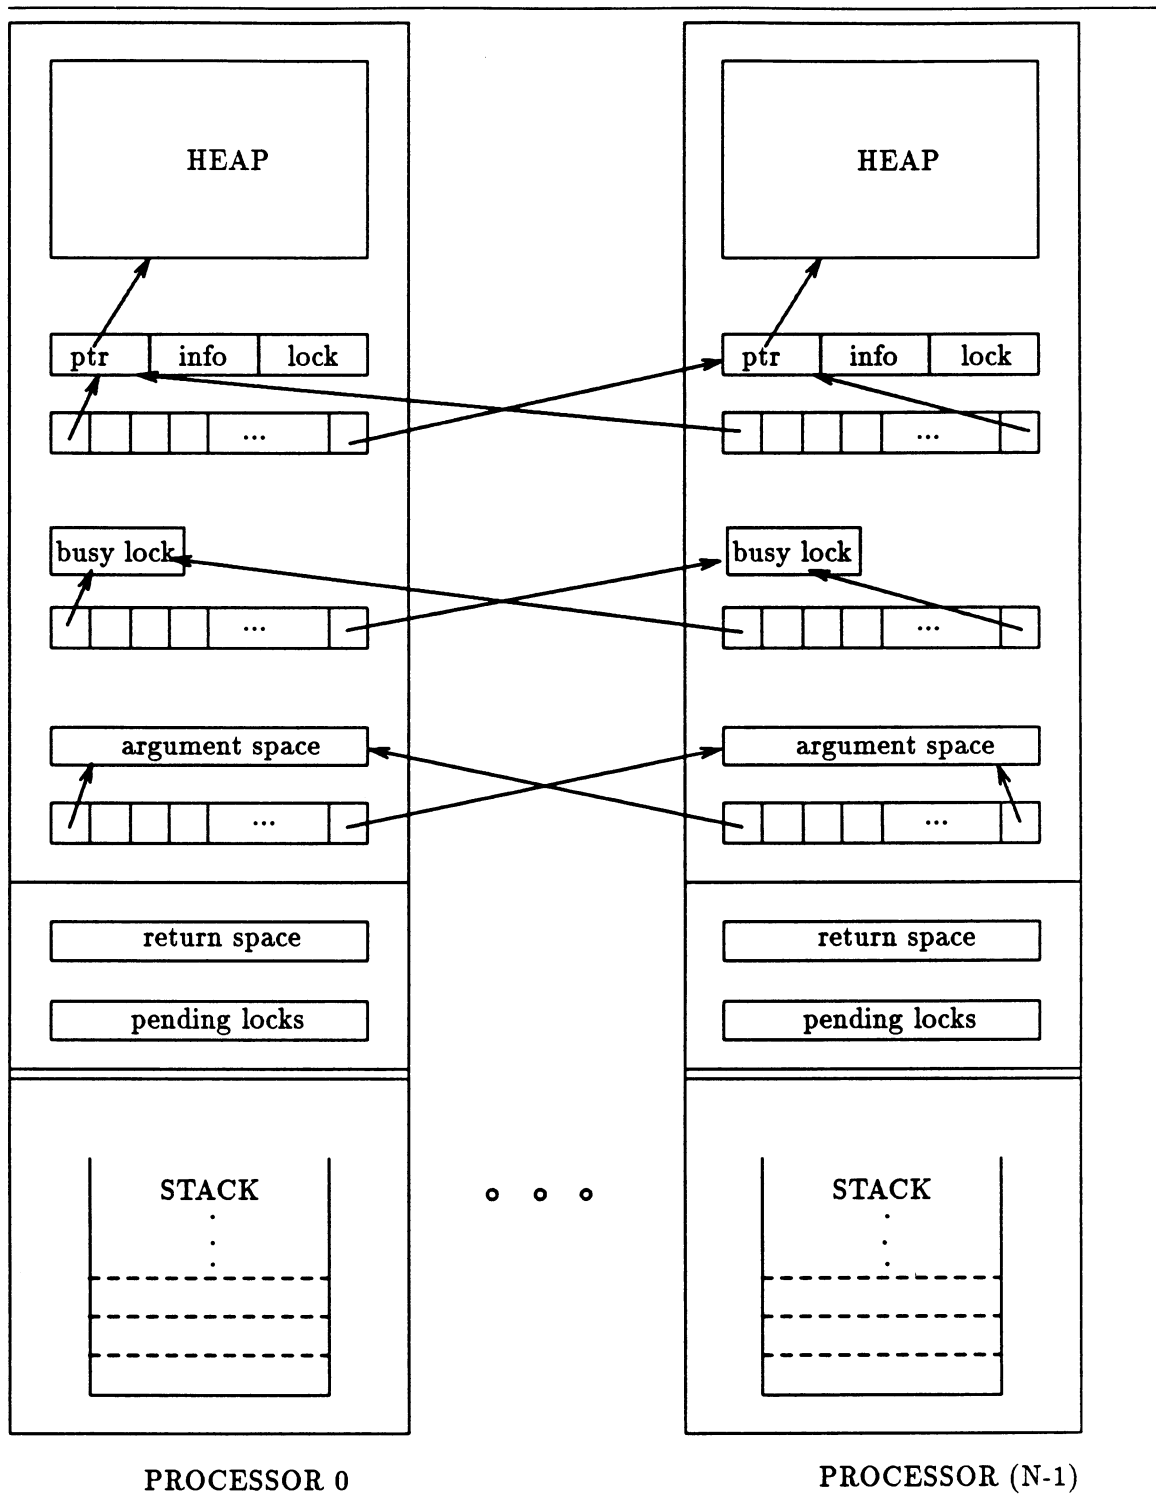 HEAP HEAP
ptr info lock ptr info lock
... ...
busy lock busy lock
... ...
argument space argument space
... ...
return space return space
pending locks pending locks
STACK STACK
PROCESSOR 0 PROCESSOR (N-1)